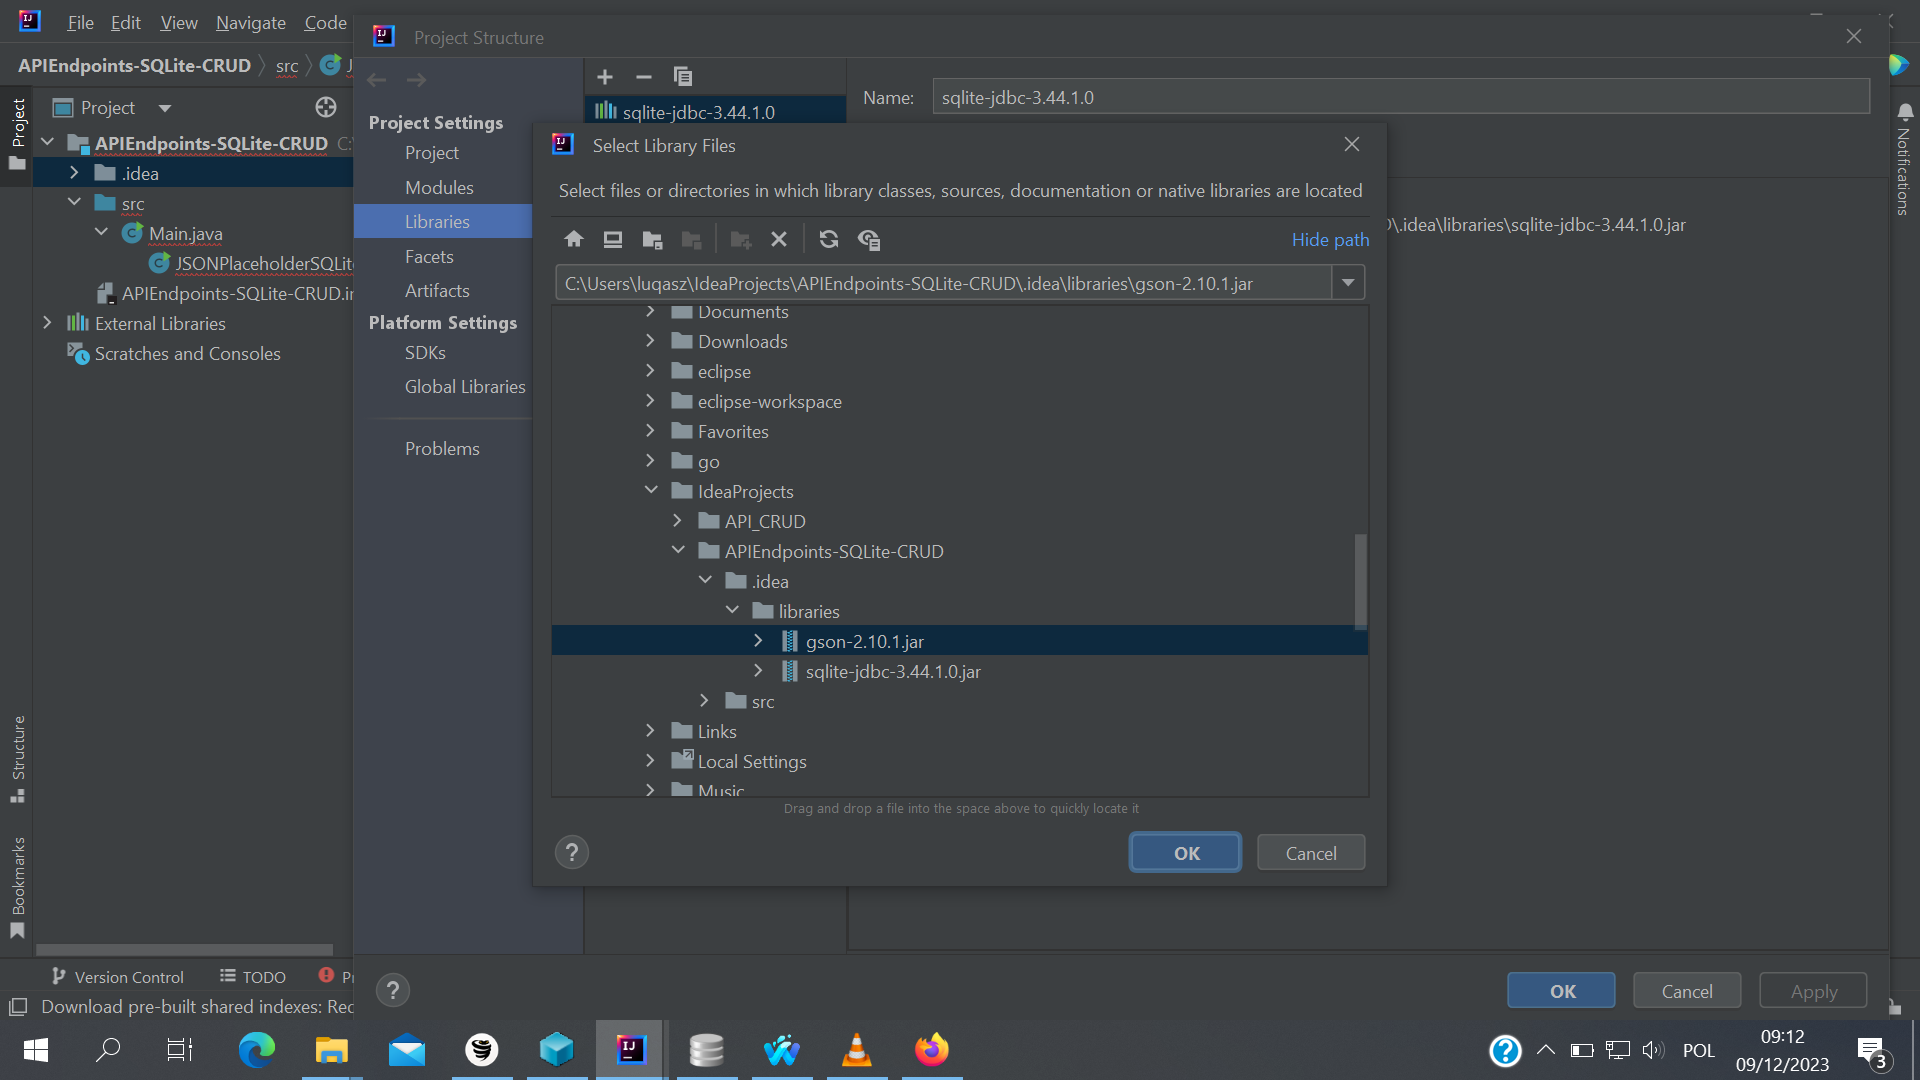 File Edit View Navigate Code
Project Structure
APIEndpoints-SQLite-CRUD src
Project
Project
Name: sqlite-jdbc-3.44.1.0
sqlite-jdbc-3.44.1.0
Project Settings
Project
Modules
Libraries
Facets
Artifacts
Platform Settings
SDKs
Global Libraries
Problems
APIEndpoints-SQLite-CRUD C:
.idea
src
Main.java
JSONPlaceholderSQLite
APIEndpoints-SQLite-CRUD.i
External Libraries
Scratches and Consoles
Select Library Files
Select files or directories in which library classes, sources, documentation or native libraries are located
Hide path
C:\Users\luqasz\IdeaProjects\APIEndpoints-SQLite-CRUD\.idea\libraries\gson-2.10.1.jar
Documents
Downloads
eclipse
eclipse-workspace
Favorites
go
IdeaProjects
API_CRUD
APIEndpoints-SQLite-CRUD
.idea
libraries
gson-2.10.1.jar
sqlite-jdbc-3.44.1.0.jar
src
Links
Local Settings
Music
Drag and drop a file into the space above to quickly locate it
? OK Cancel
\.idea\libraries\sqlite-jdbc-3.44.1.0.jar
Notifications
Structure
Bookmarks
Version Control TODO P
? OK Cancel Apply
Download pre-built shared indexes: Rec
POL
09:12
09/12/2023
3